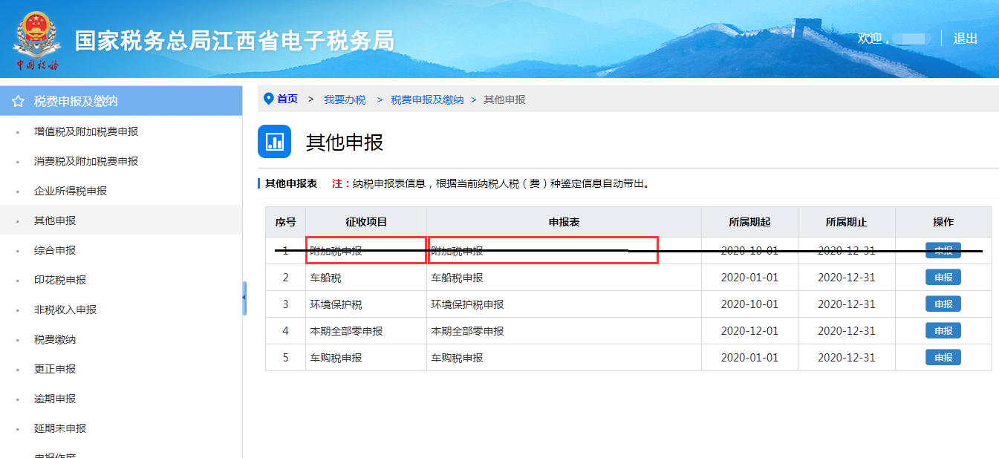 国家税务总局江西省电子税务局
中国税务
欢迎， 退出
税费申报及缴纳
增值税及附加税费申报
消费税及附加税费申报
企业所得税申报
其他申报
综合申报
印花税申报
非税收入申报
税费缴纳
更正申报
逾期申报
延期未申报
申报作废
首页 > 我要办税 > 税费申报及缴纳 > 其他申报
其他申报
其他申报表 注：纳税申报表信息，根据当前纳税人税（费）种鉴定信息自动带出。
序号 征收项目 申报表 所属期起 所属期止 操作
1 附加税申报 附加税申报 2020-10-01 2020-12-31 申报
2 车船税 车船税申报 2020-01-01 2020-12-31 申报
3 环境保护税 环境保护税申报 2020-10-01 2020-12-31 申报
4 本期全部零申报 本期全部零申报 2020-12-01 2020-12-31 申报
5 车购税申报 车购税申报 2020-01-01 2020-12-31 申报